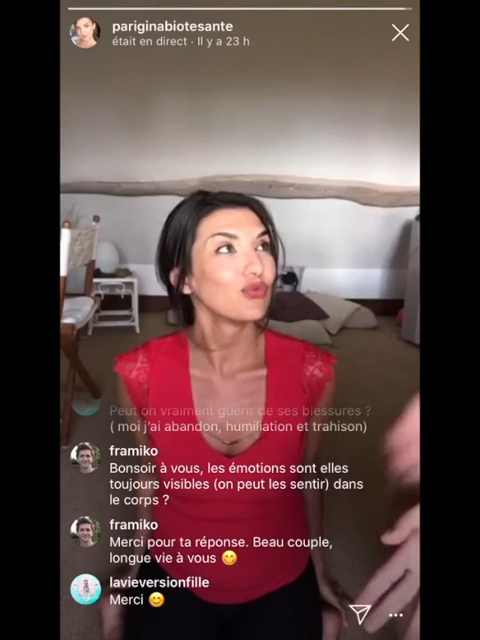 pariginabiotesante
était en direct · Il y a 23 h
Peut on vraiment guérir de ses blessures ?
( moi j'ai abandon, humiliation et trahison)
framiko
Bonsoir à vous, les émotions sont elles
toujours visibles (on peut les sentir) dans
le corps ?
framiko
Merci pour ta réponse. Beau couple,
longue vie à vous 😊
lavieversionfille
Merci 😊